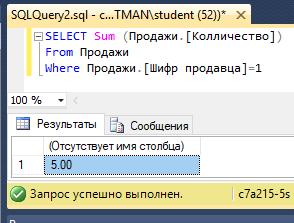 SQLQuery2.sql - c...TMAN\student (52))*
SELECT Sum (Продажи.[Колличество])
From Продажи
Where Продажи.[Шифр продавца]=1
100 %
Результаты Сообщения
(Отсутствует имя столбца)
1 5.00
Запрос успешно выполнен. c7a215-5s